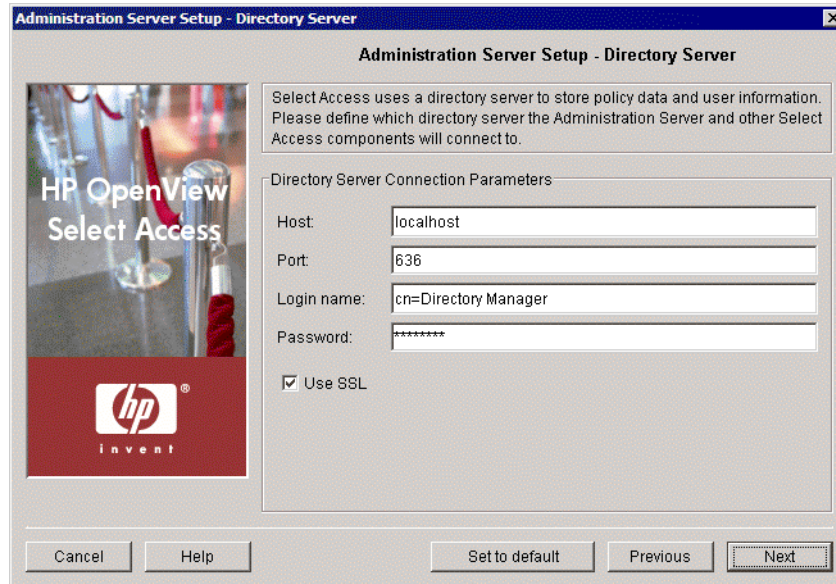 Administration Server Setup - Directory Server
Administration Server Setup - Directory Server
HP OpenView
Select Access
hp
®
invent
Select Access uses a directory server to store policy data and user information.
Please define which directory server the Administration Server and other Select
Access components will connect to.
Directory Server Connection Parameters
Host:
localhost
Port:
636
Login name:
cn=Directory Manager
Password:
********
Use SSL
Cancel
Help
Set to default
Previous
Next